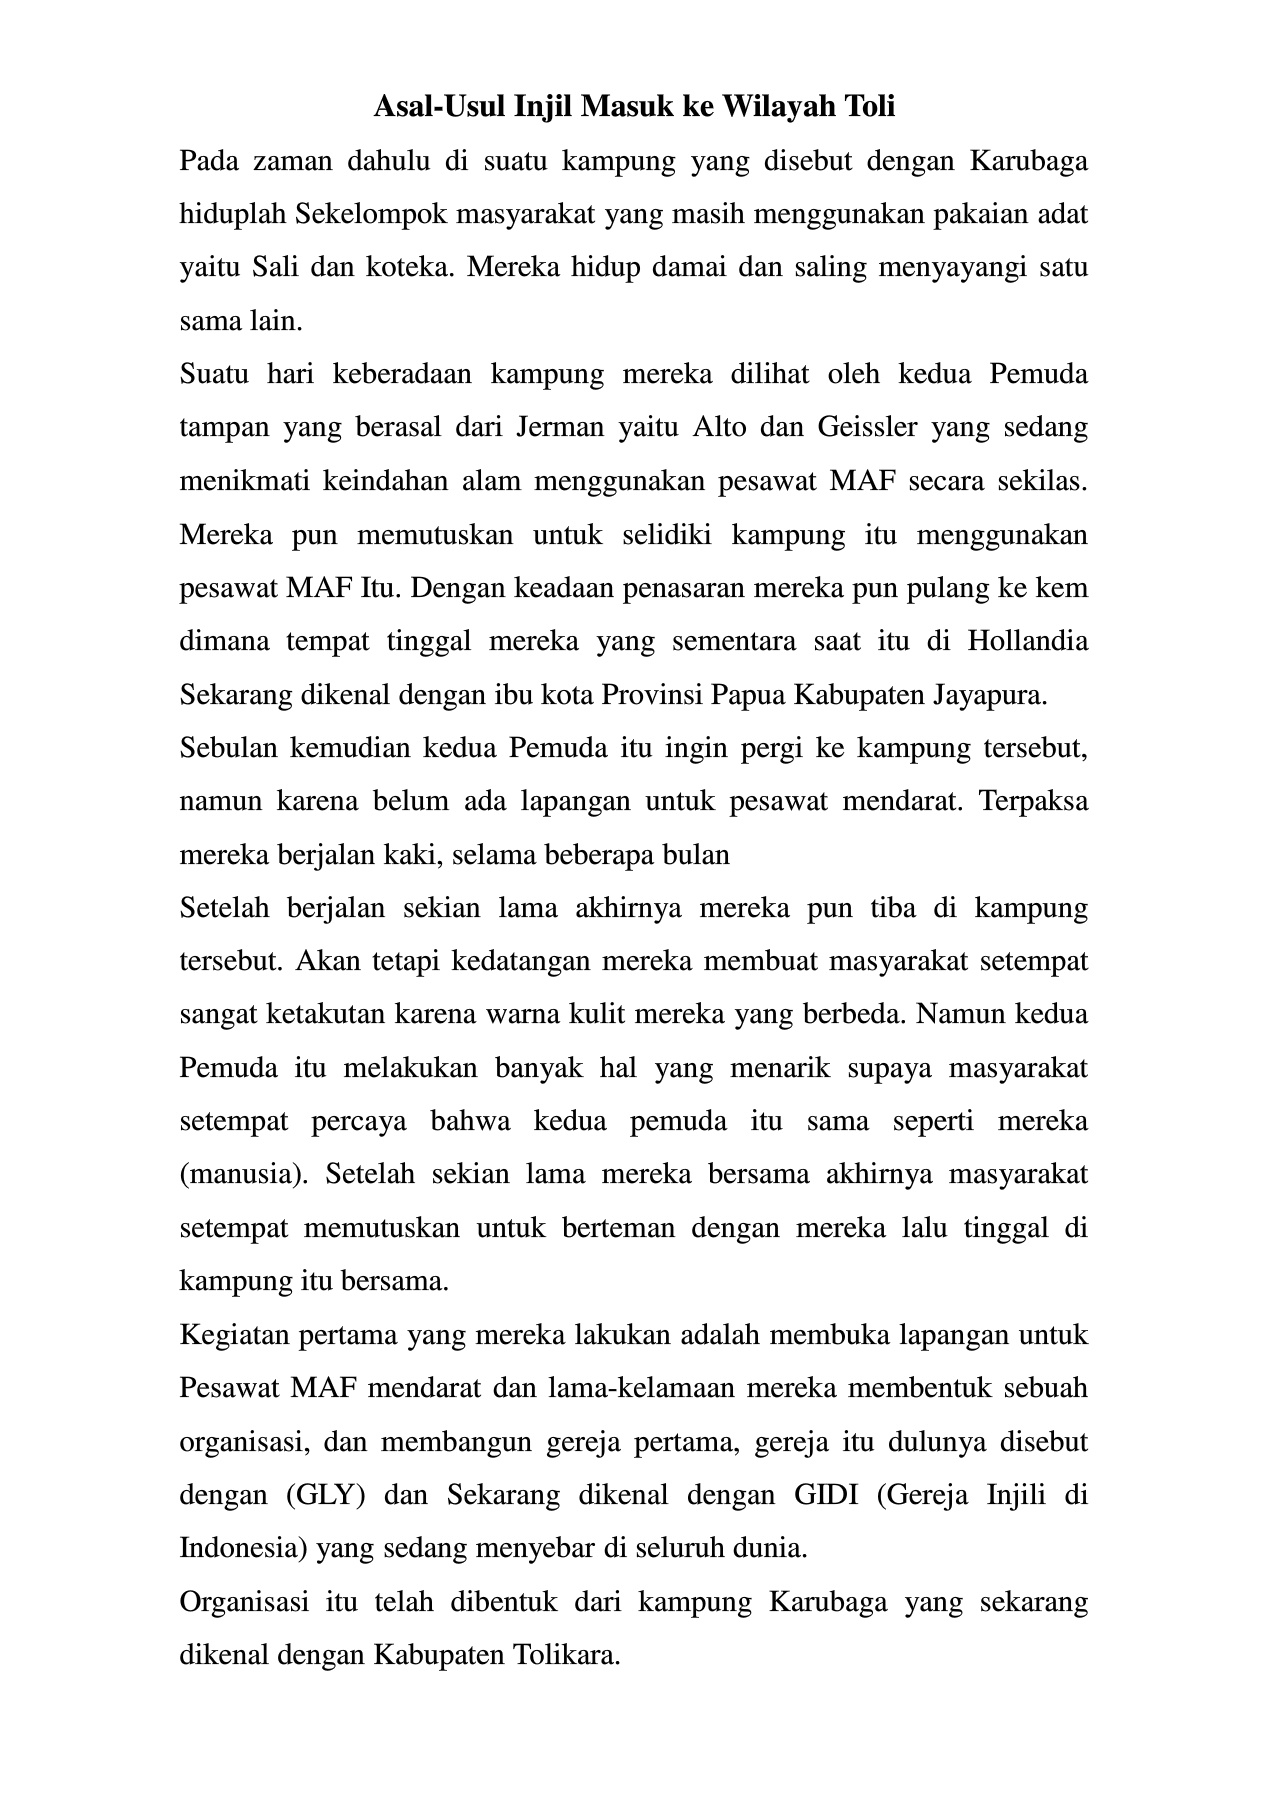 Asal-Usul Injil Masuk ke Wilayah Toli
Pada zaman dahulu di suatu kampung yang disebut dengan Karubaga
hiduplah Sekelompok masyarakat yang masih menggunakan pakaian adat
yaitu Sali dan koteka. Mereka hidup damai dan saling menyayangi satu
sama lain.
Suatu hari keberadaan kampung mereka dilihat oleh kedua Pemuda
tampan yang berasal dari Jerman yaitu Alto dan Geissler yang sedang
menikmati keindahan alam menggunakan pesawat MAF secara sekilas.
Mereka pun memutuskan untuk selidiki kampung itu menggunakan
pesawat MAF Itu. Dengan keadaan penasaran mereka pun pulang ke kem
dimana tempat tinggal mereka yang sementara saat itu di Hollandia
Sekarang dikenal dengan ibu kota Provinsi Papua Kabupaten Jayapura.
Sebulan kemudian kedua Pemuda itu ingin pergi ke kampung tersebut,
namun karena belum ada lapangan untuk pesawat mendarat. Terpaksa
mereka berjalan kaki, selama beberapa bulan
Setelah berjalan sekian lama akhirnya mereka pun tiba di kampung
tersebut. Akan tetapi kedatangan mereka membuat masyarakat setempat
sangat ketakutan karena warna kulit mereka yang berbeda. Namun kedua
Pemuda itu melakukan banyak hal yang menarik supaya masyarakat
setempat percaya bahwa kedua pemuda itu sama seperti mereka
(manusia). Setelah sekian lama mereka bersama akhirnya masyarakat
setempat memutuskan untuk berteman dengan mereka lalu tinggal di
kampung itu bersama.
Kegiatan pertama yang mereka lakukan adalah membuka lapangan untuk
Pesawat MAF mendarat dan lama-kelamaan mereka membentuk sebuah
organisasi, dan membangun gereja pertama, gereja itu dulunya disebut
dengan (GLY) dan Sekarang dikenal dengan GIDI (Gereja Injili di
Indonesia) yang sedang menyebar di seluruh dunia.
Organisasi itu telah dibentuk dari kampung Karubaga yang sekarang
dikenal dengan Kabupaten Tolikara.